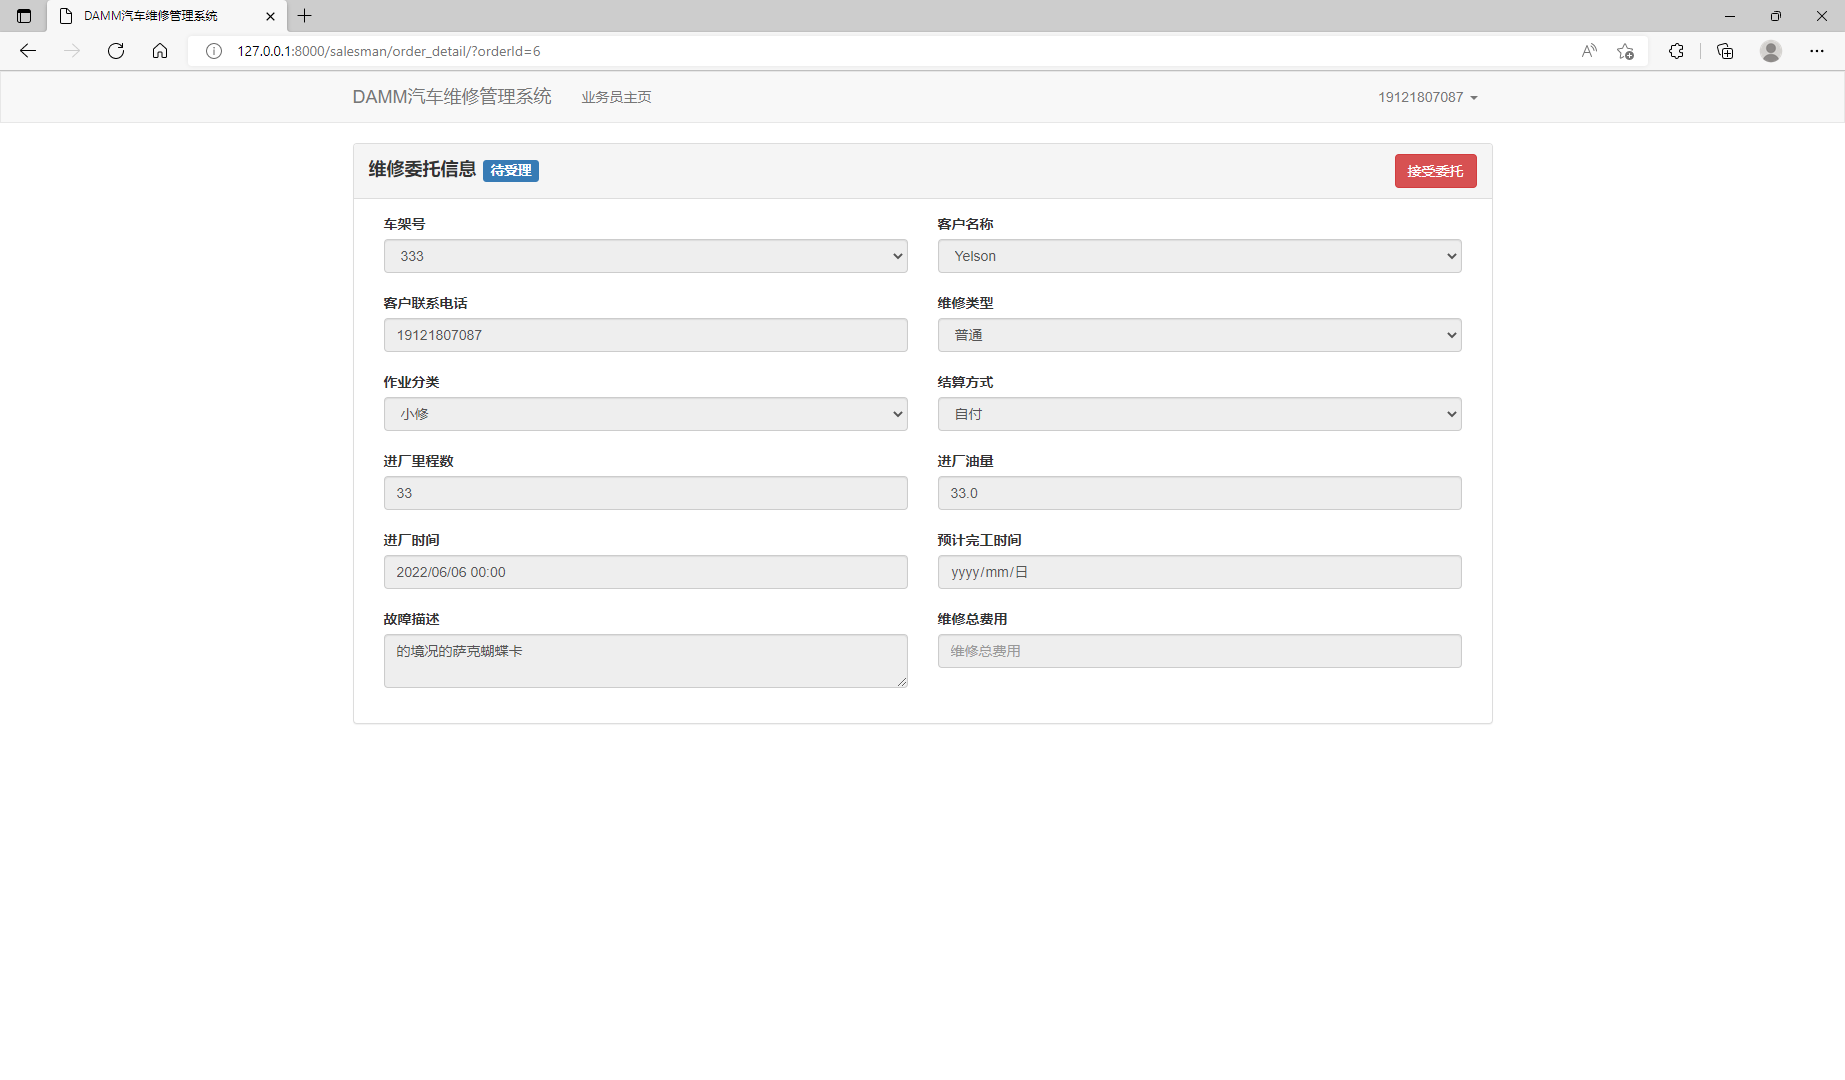 DAMM汽车维修管理系统
127.0.0.1:8000/salesman/order_detail/?orderId=6
DAMM汽车维修管理系统 业务员主页 19121807087
维修委托信息 待受理 接受委托
车架号 客户名称
333 Yelson
客户联系电话 维修类型
19121807087 普通
作业分类 结算方式
小修 自付
进厂里程数 进厂油量
33 33.0
进厂时间 预计完工时间
2022/06/06 00:00 yyyy/mm/日
故障描述 维修总费用
的境况的萨克蝴蝶卡 维修总费用